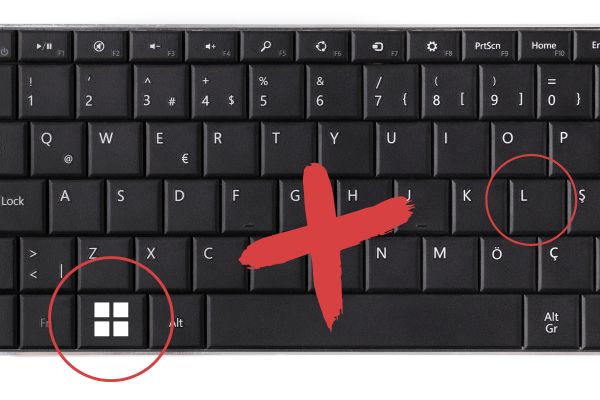 F1 F2 F3 F4 F5 F6 F7 F8 PrtScn F9 Home F10
! ' ^ + % & / ( ) =
1 2 3 # 4 $ 5 6 7 { 8 [ 9 ] 0 }
Q W E R T Y U I O P
@ €
Lock A S D F G H J K L Ş
> Z X C N M Ö Ç
< |
Fn Alt Alt Gr